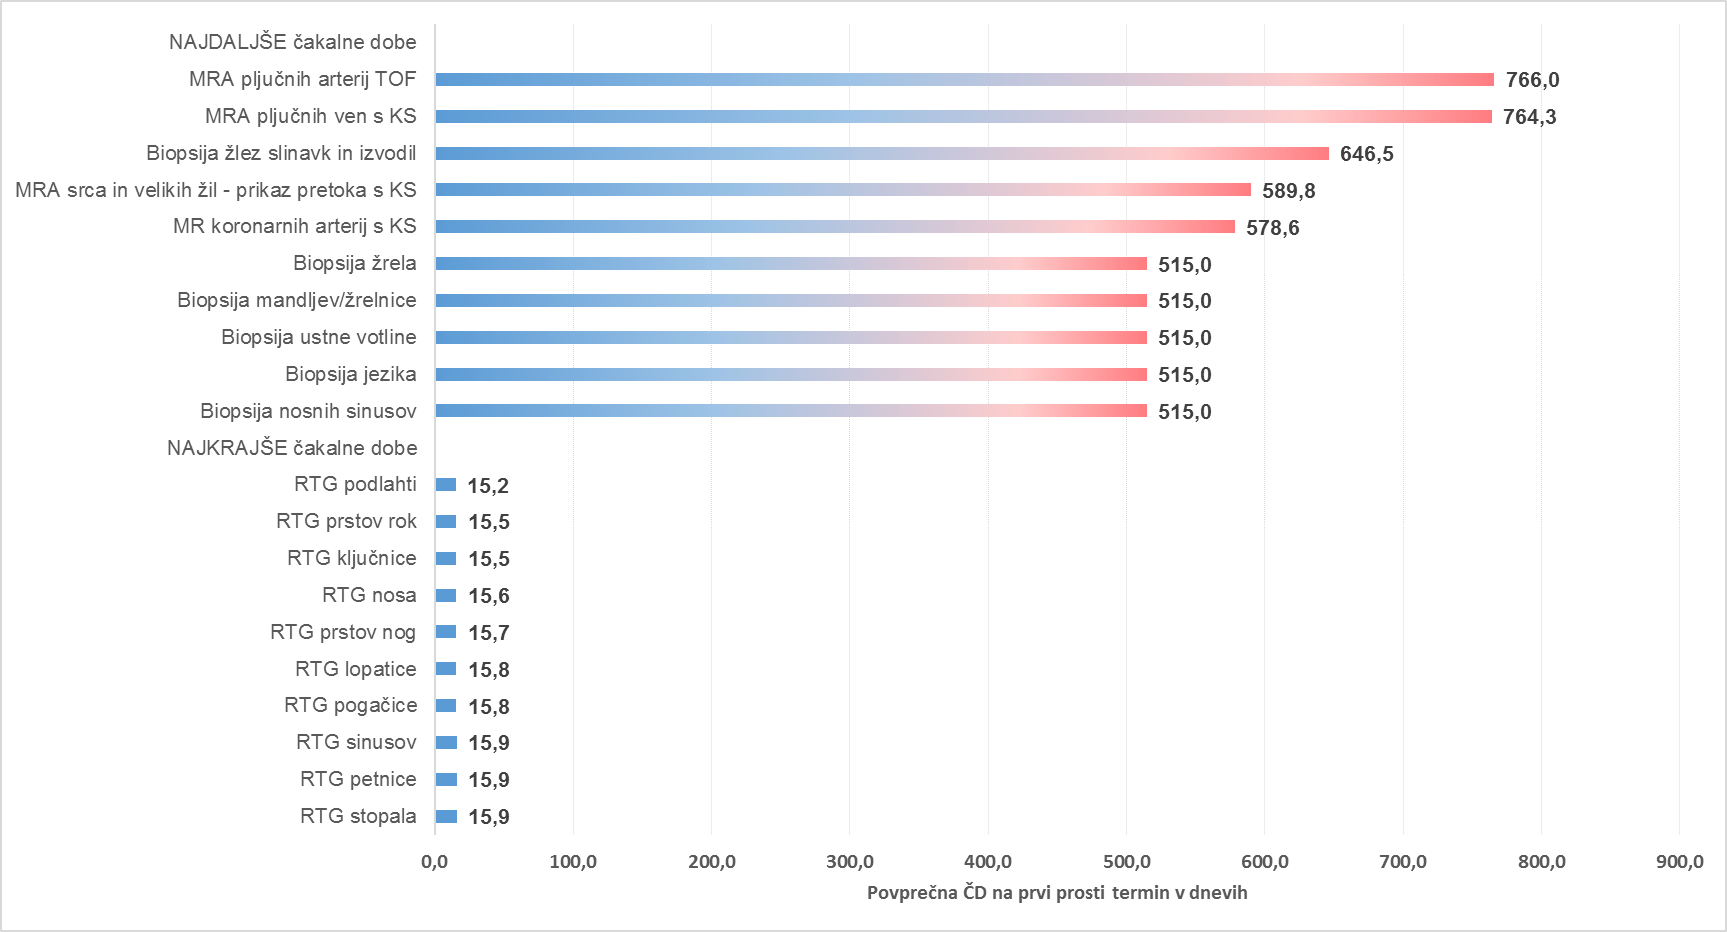 NAJDALJŠE čakalne dobe
MRA pljučnih arterij TOF 766,0
MRA pljučnih ven s KS 764,3
Biopsija žlez slinavk in izvodil 646,5
MRA srca in velikih žil - prikaz pretoka s KS 589,8
MR koronarnih arterij s KS 578,6
Biopsija žrela 515,0
Biopsija mandljev/žrelnice 515,0
Biopsija ustne votline 515,0
Biopsija jezika 515,0
Biopsija nosnih sinusov 515,0
NAJKRAJŠE čakalne dobe
RTG podlahti 15,2
RTG prstov rok 15,5
RTG ključnice 15,5
RTG nosa 15,6
RTG prstov nog 15,7
RTG lopatice 15,8
RTG pogačice 15,8
RTG sinusov 15,9
RTG petnice 15,9
RTG stopala 15,9
0,0 100,0 200,0 300,0 400,0 500,0 600,0 700,0 800,0 900,0
Povprečna ČD na prvi prosti termin v dnevih